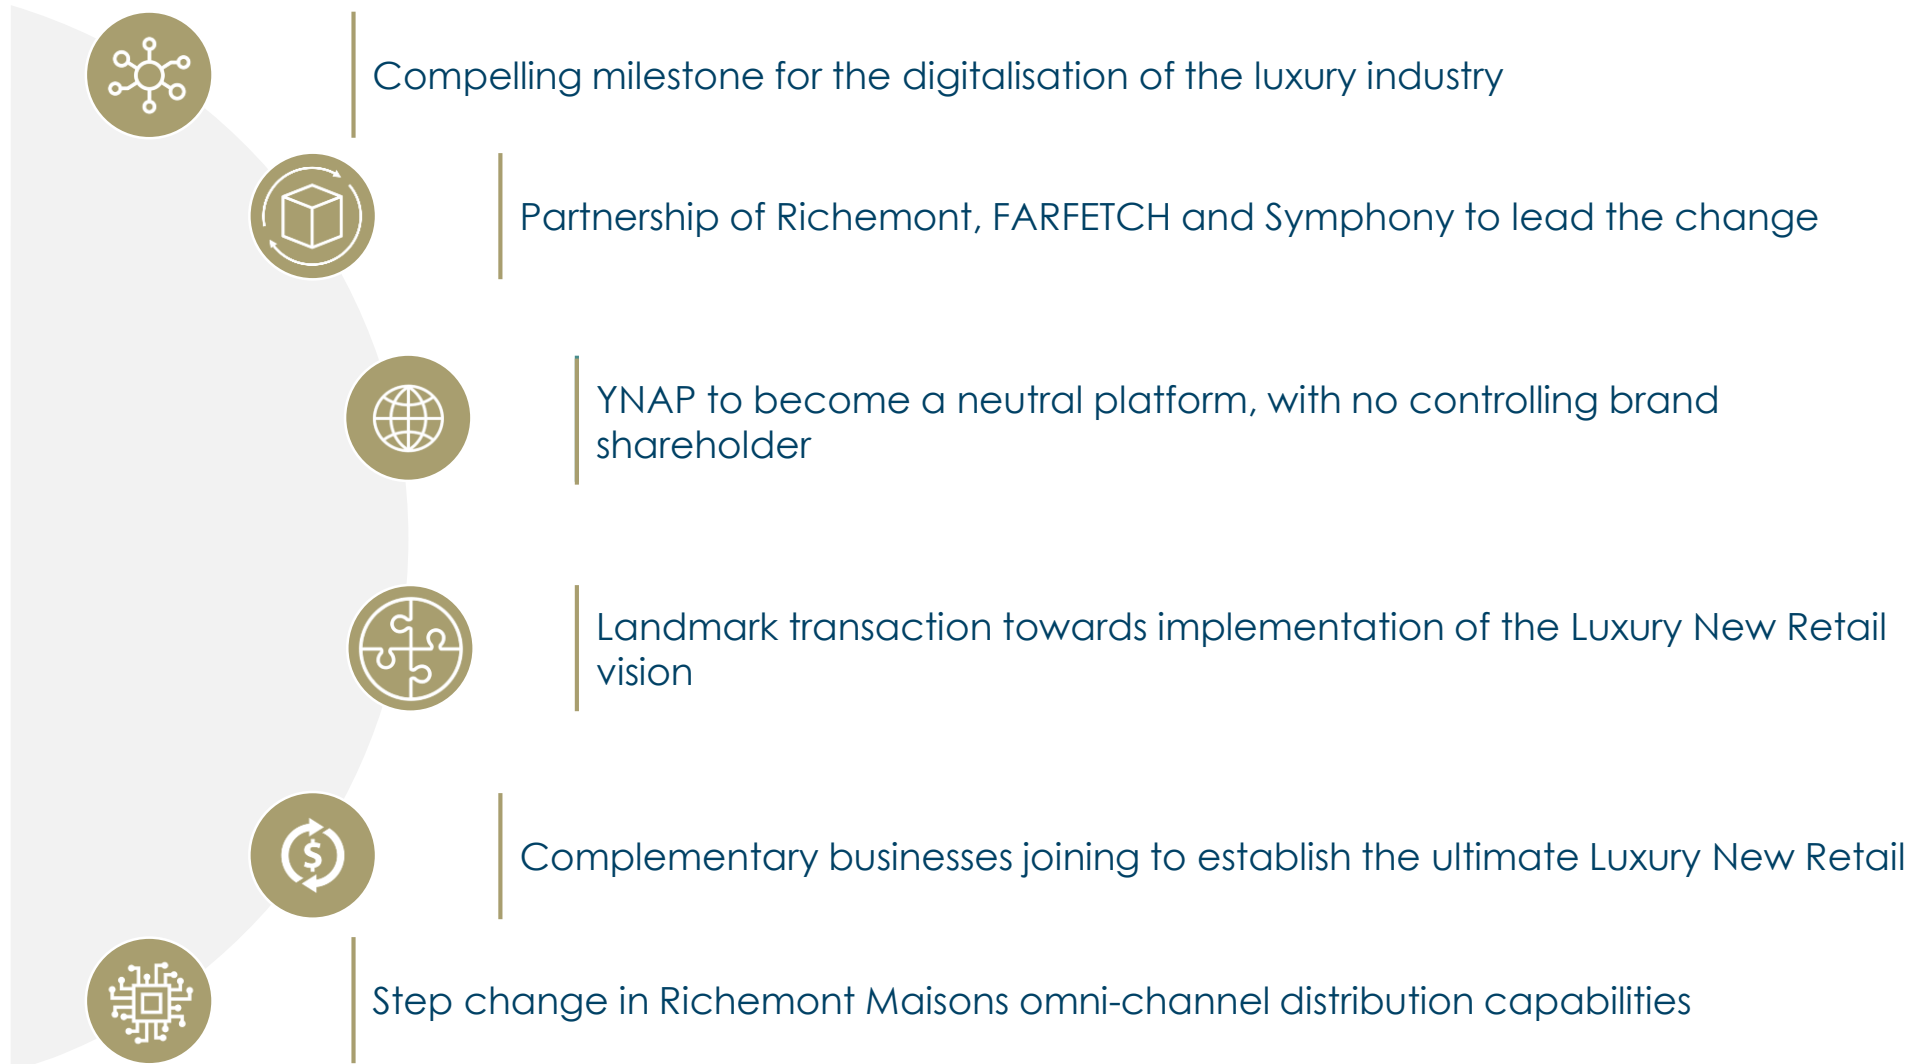 Compelling milestone for the digitalisation of the luxury industry
Partnership of Richemont, FARFETCH and Symphony to lead the change
YNAP to become a neutral platform, with no controlling brand
shareholder
Landmark transaction towards implementation of the Luxury New Retail
vision
$
Complementary businesses joining to establish the ultimate Luxury New Retail
Step change in Richemont Maisons omni-channel distribution capabilities